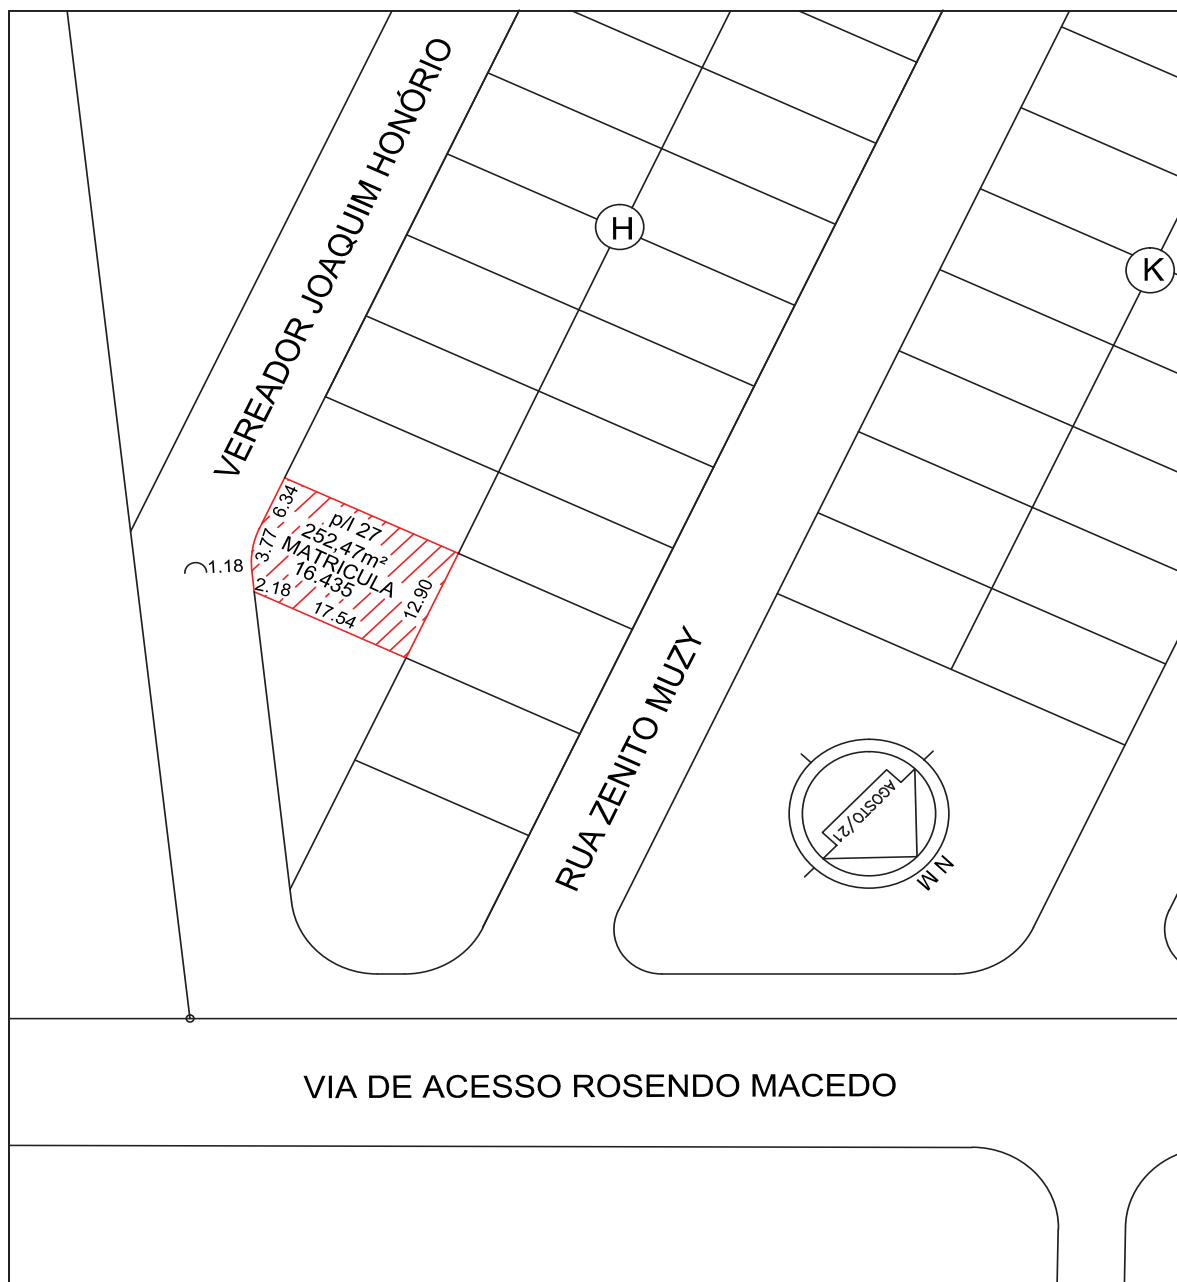 VEREADOR JOAQUIM HONÓRIO
H
K
6.34
p/l 27
252,47m²
MATRICULA
16.435
3.77
1.18
2.18
17.54
12.90
RUA ZENITO MUZY
AGOSTO/21
N M
VIA DE ACESSO ROSENDO MACEDO